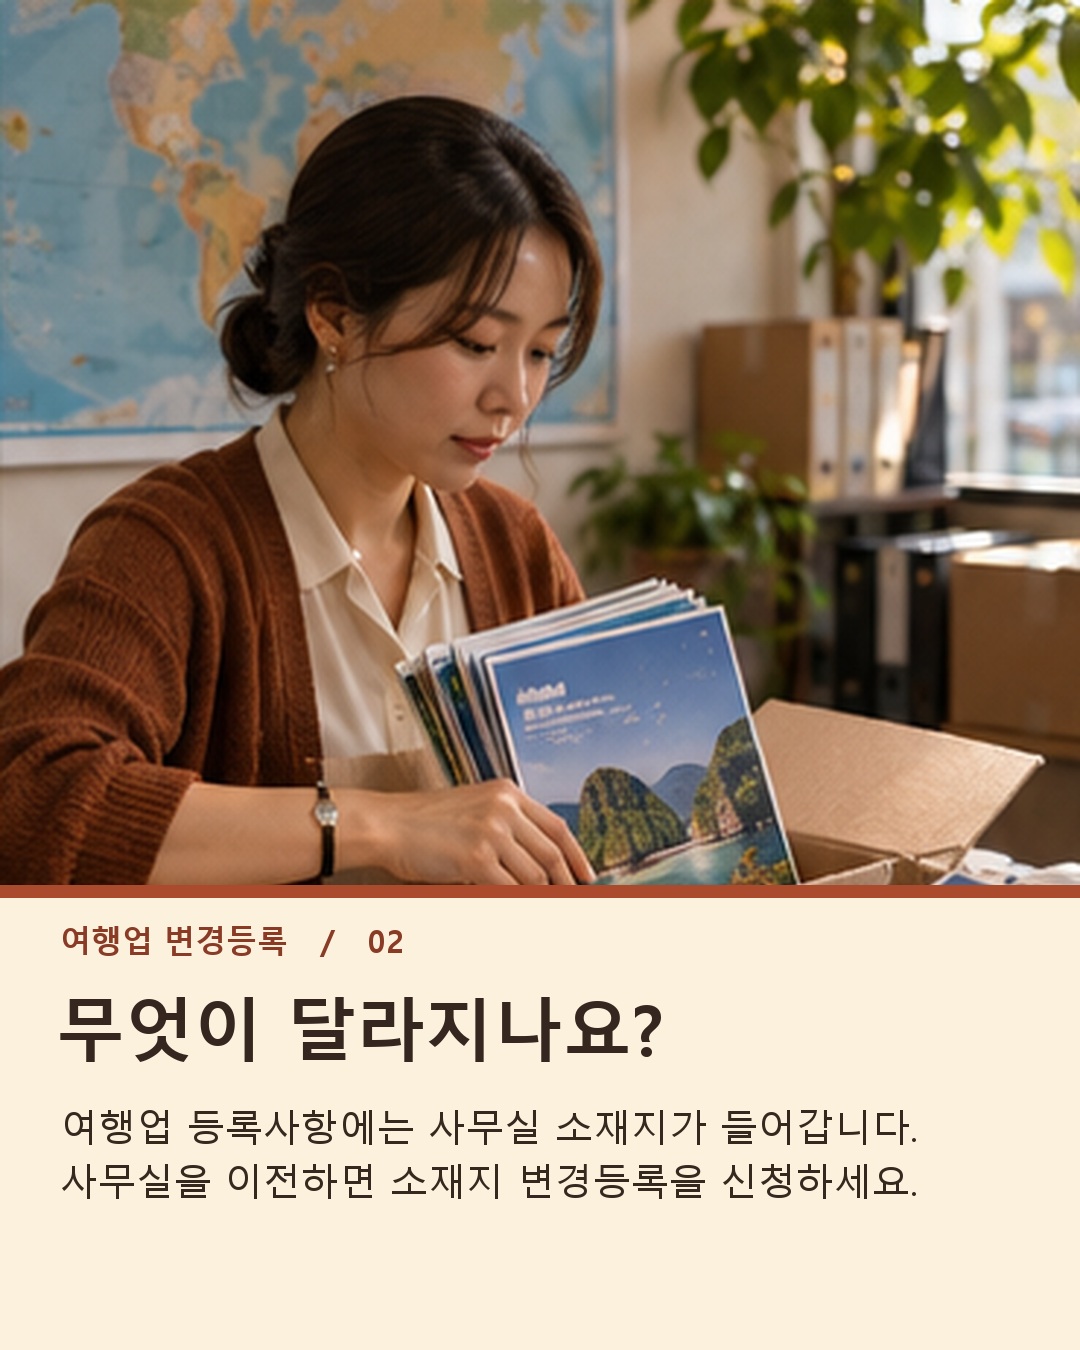 여행업 변경등록 / 02
무엇이 달라지나요?
여행업 등록사항에는 사무실 소재지가 들어갑니다.
사무실을 이전하면 소재지 변경등록을 신청하세요.